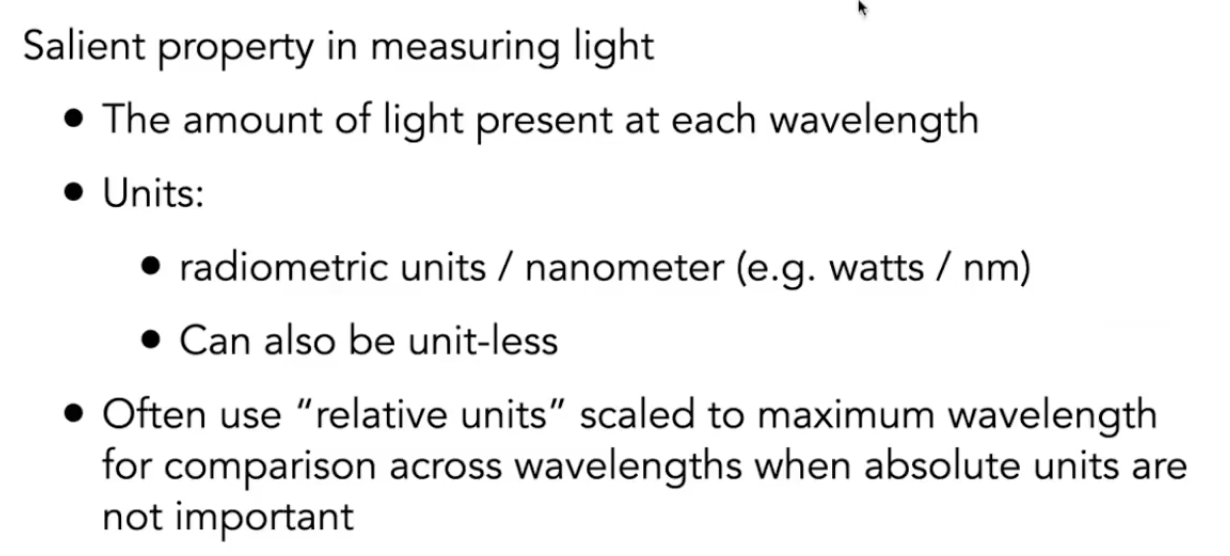 Salient property in measuring light
• The amount of light present at each wavelength
• Units:
• radiometric units / nanometer (e.g. watts / nm)
• Can also be unit-less
• Often use “relative units” scaled to maximum wavelength
for comparison across wavelengths when absolute units are
not important